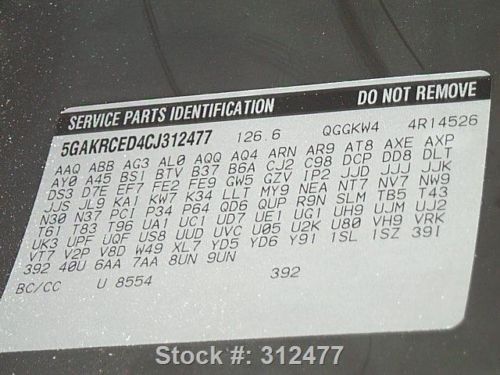 SERVICE PARTS IDENTIFICATION DO NOT REMOVE
5GAKRCED4CJ312477 126.6 QGGKW4 4R14526
AAQ ABB AG3 AL0 AQQ AQ4 ARN AR9 AT8 AXE AXP
AY0 A45 BS1 BTV B37 B6A CJ2 C98 DCP DD8 DLT
DS3 D7E EF7 FE2 FE9 GW5 GZV IP2 JJD JJJ JJK
JJS JL9 KA1 KW7 K34 LLT MY9 NEA NT7 NV7 NW9
N30 N37 PCI P34 P64 QD6 QUP R9N SLM TB5 T43
T61 T83 T96 UA1 UC1 UD7 UE1 UG1 UH9 UJM UJ2
UK3 UPF UQF US8 UUD UVC U05 U2K U80 VH9 VRK
VT7 V2P V8D W49 XL7 YD5 YD6 Y91 1SL 1SZ 39I
392 40U 6AA 7AA 8UN 9UN
BC/CC U 8554 392
Stock #: 312477